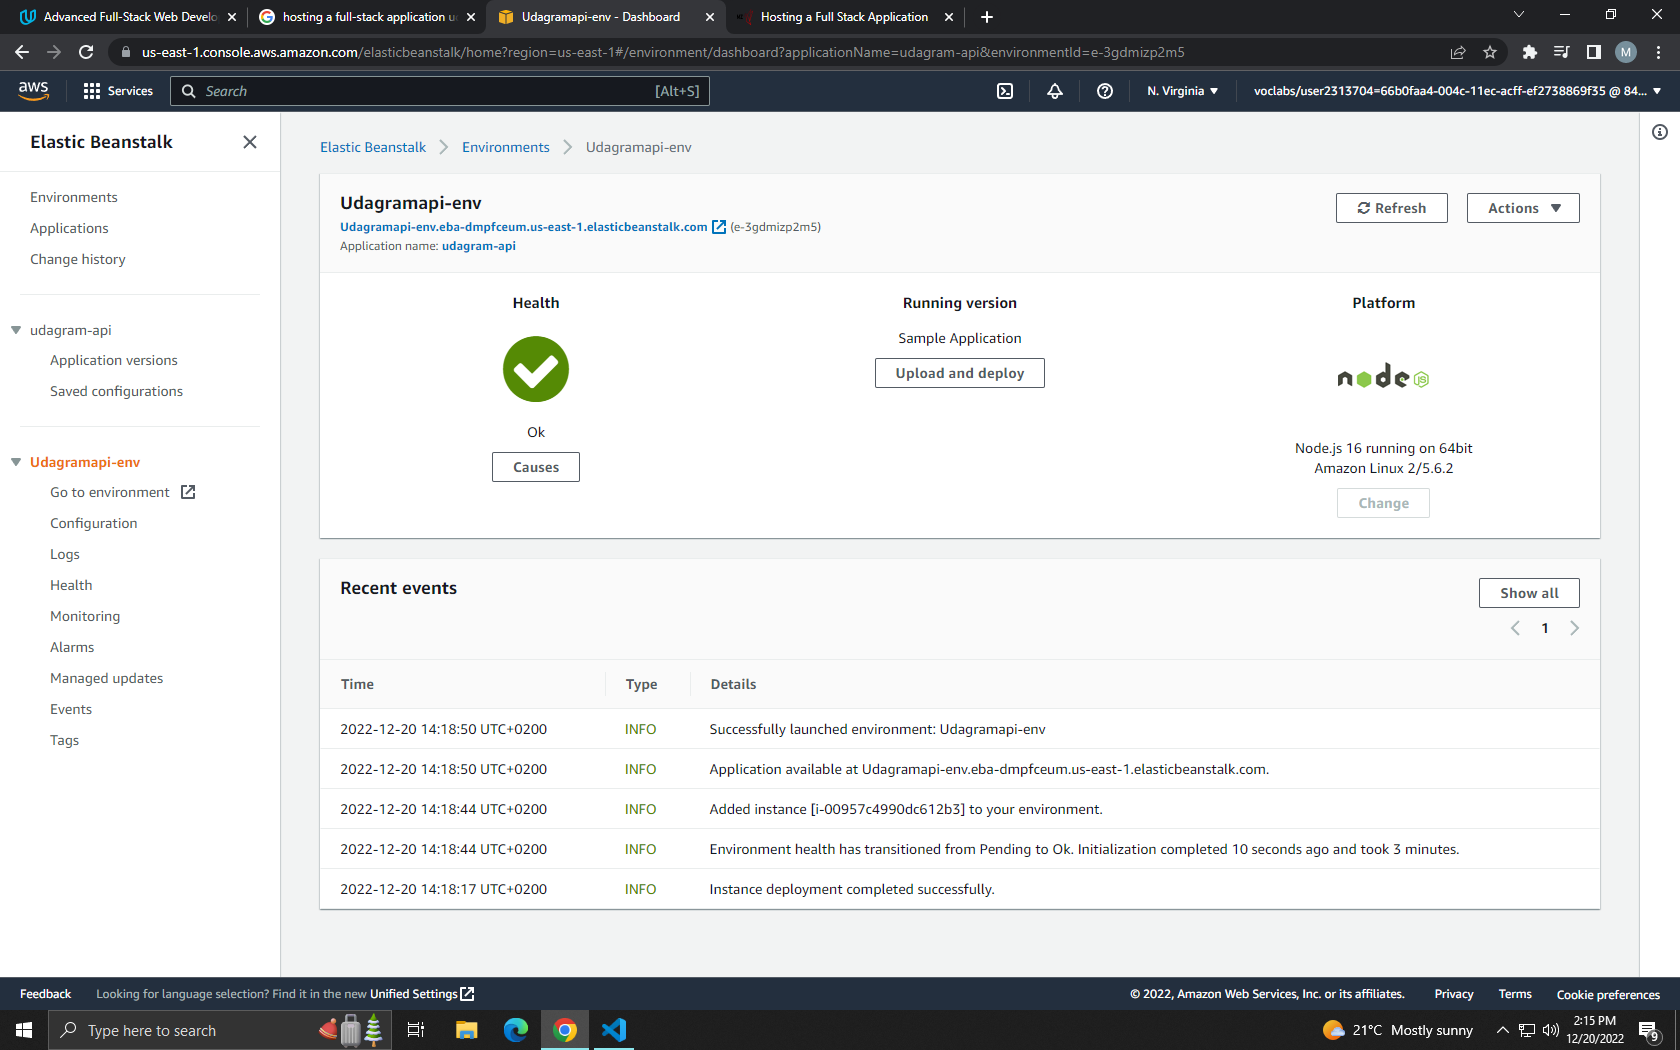 Advanced Full-Stack Web Develo
hosting a full-stack application u
Udagramapi-env - Dashboard
Hosting a Full Stack Application
us-east-1.console.aws.amazon.com/elasticbeanstalk/home?region=us-east-1#/environment/dashboard?applicationName=udagram-api&environmentId=e-3gdmizp2m5
M
aws
Services
Search
[Alt+S]
N. Virginia
voclabs/user2313704=66b0faa4-004c-11ec-acff-ef2738869f35 @ 84...
Elastic Beanstalk
Environments
Applications
Change history
udagram-api
Application versions
Saved configurations
Udagramapi-env
Go to environment
Configuration
Logs
Health
Monitoring
Alarms
Managed updates
Events
Tags
Elastic Beanstalk
Environments
Udagramapi-env
Udagramapi-env
Udagramapi-env.eba-dmpfceum.us-east-1.elasticbeanstalk.com (e-3gdmizp2m5)
Application name: udagram-api
Refresh
Actions
Health
Ok
Causes
Running version
Sample Application
Upload and deploy
Platform
node JS
Node.js 16 running on 64bit
Amazon Linux 2/5.6.2
Change
Recent events
Show all
1
Time Type Details
2022-12-20 14:18:50 UTC+0200 INFO Successfully launched environment: Udagramapi-env
2022-12-20 14:18:50 UTC+0200 INFO Application available at Udagramapi-env.eba-dmpfceum.us-east-1.elasticbeanstalk.com.
2022-12-20 14:18:44 UTC+0200 INFO Added instance [i-00957c4990dc612b3] to your environment.
2022-12-20 14:18:44 UTC+0200 INFO Environment health has transitioned from Pending to Ok. Initialization completed 10 seconds ago and took 3 minutes.
2022-12-20 14:18:17 UTC+0200 INFO Instance deployment completed successfully.
Feedback
Looking for language selection? Find it in the new Unified Settings
© 2022, Amazon Web Services, Inc. or its affiliates.
Privacy
Terms
Cookie preferences
Type here to search
21°C Mostly sunny
2:15 PM
12/20/2022
9